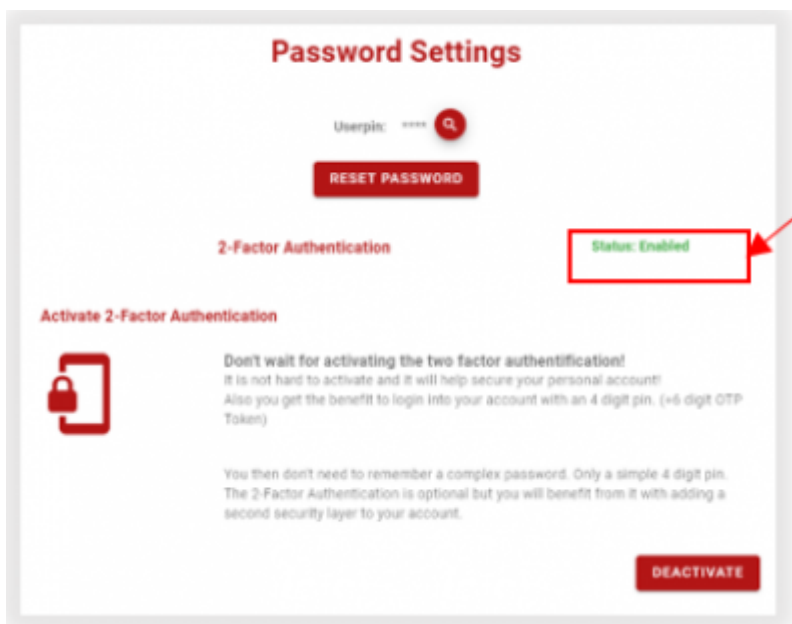 Password Settings
Userpin: ****
RESET PASSWORD
2-Factor Authentication
Status: Enabled
Activate 2-Factor Authentication
Don't wait for activating the two factor authentification!
It is not hard to activate and it will help secure your personal account!
Also you get the benefit to login into your account with an 4 digit pin. (+6 digit OTP
Token)
You then don't need to remember a complex password. Only a simple 4 digit pin.
The 2-Factor Authentication is optional but you will benefit from it with adding a
second security layer to your account.
DEACTIVATE